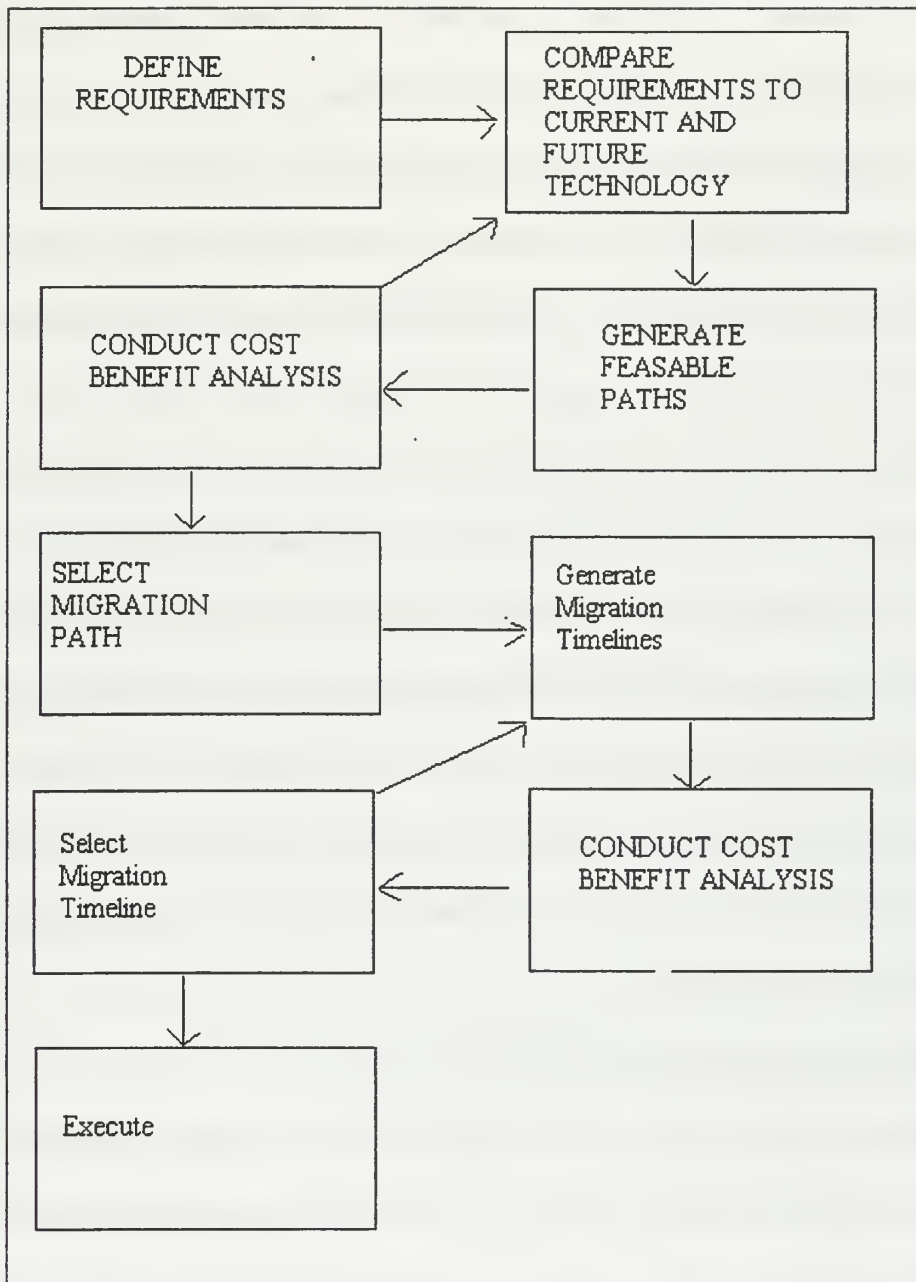 DEFINE
REQUIREMENTS
COMPARE
REQUIREMENTS TO
CURRENT AND
FUTURE
TECHNOLOGY
CONDUCT COST
BENEFIT ANALYSIS
GENERATE
FEASABLE
PATHS
SELECT
MIGRATION
PATH
Generate
Migration
Timelines
Select
Migration
Timeline
CONDUCT COST
BENEFIT ANALYSIS
Execute